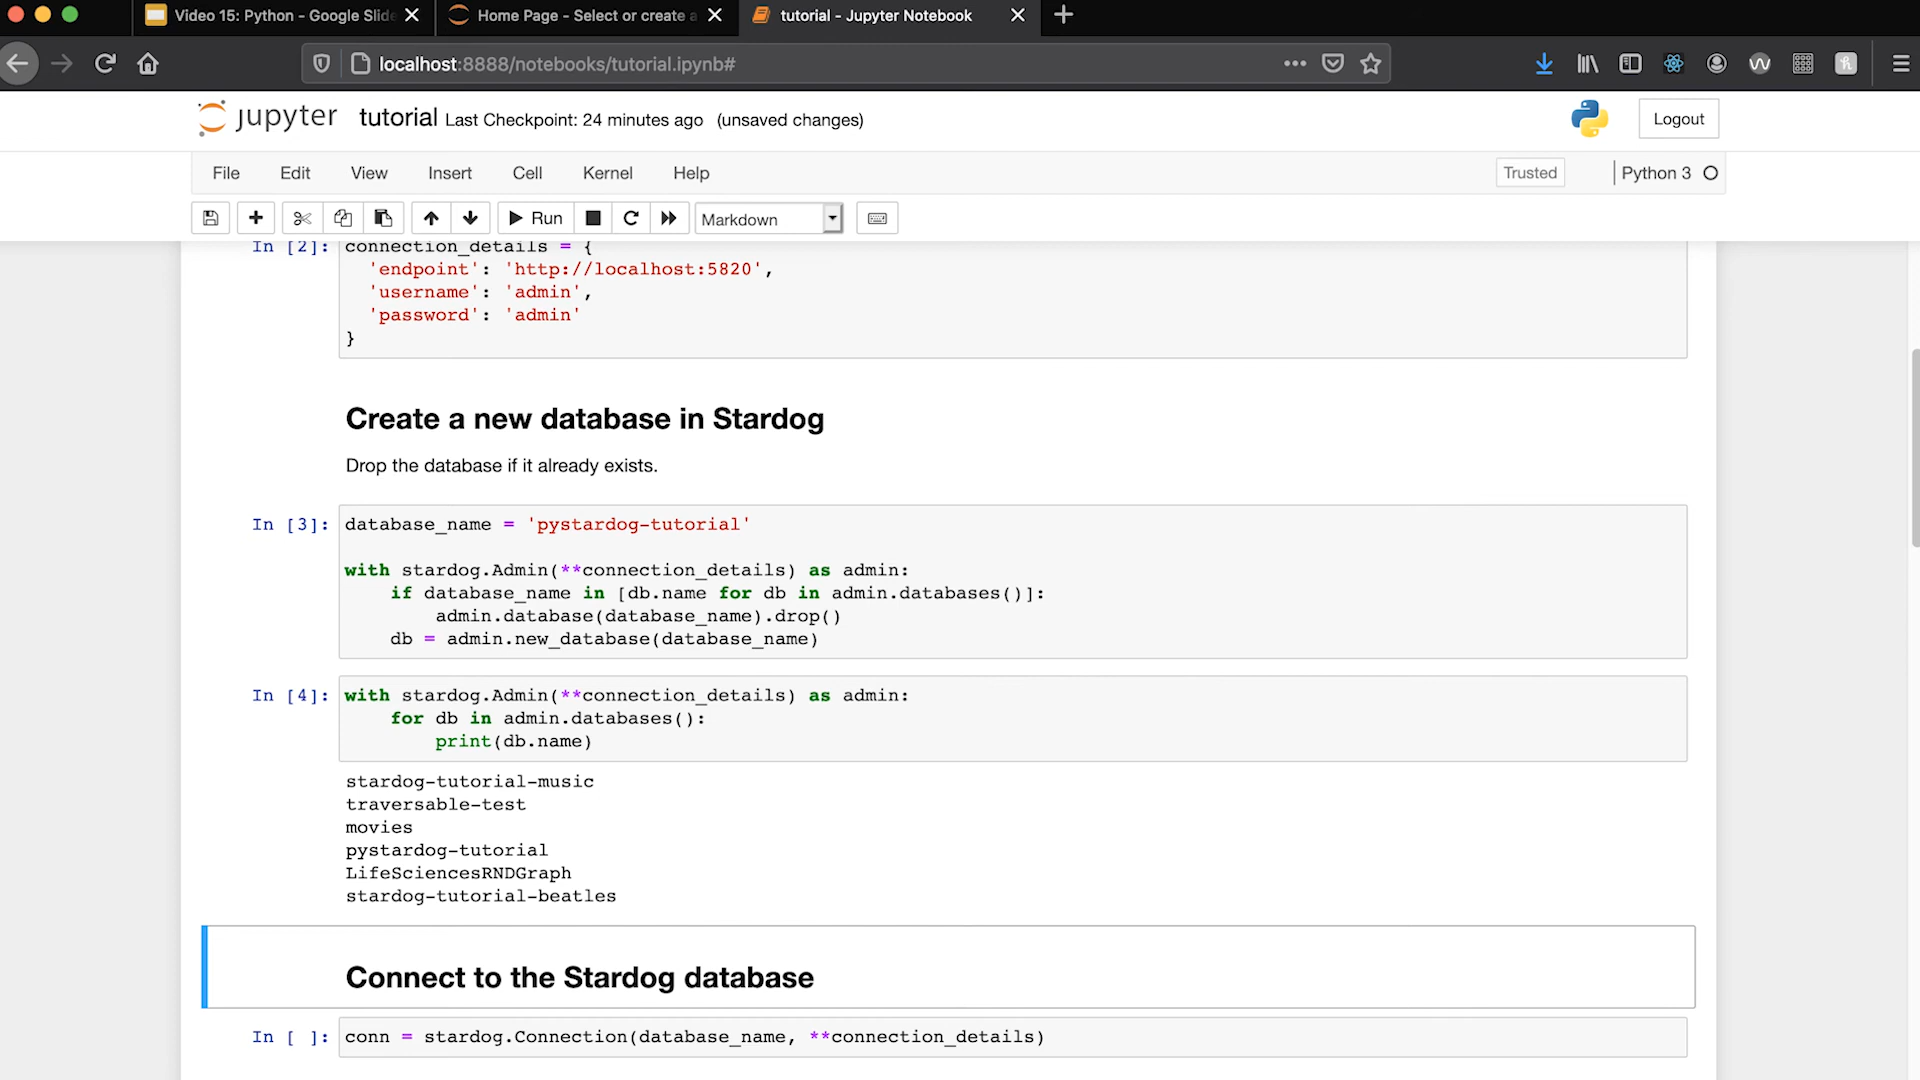 Video 15: Python - Google Slide
Home Page - Select or create a
tutorial - Jupyter Notebook
localhost:8888/notebooks/tutorial.ipynb#
jupyter tutorial Last Checkpoint: 24 minutes ago (unsaved changes)
Logout
File Edit View Insert Cell Kernel Help
Trusted
Python 3
Run
Markdown
In [2]: connection_details = {
'endpoint': 'http://localhost:5820',
'username': 'admin',
'password': 'admin'
}
Create a new database in Stardog
Drop the database if it already exists.
In [3]: database_name = 'pystardog-tutorial'
with stardog.Admin(**connection_details) as admin:
if database_name in [db.name for db in admin.databases()]:
admin.database(database_name).drop()
db = admin.new_database(database_name)
In [4]: with stardog.Admin(**connection_details) as admin:
for db in admin.databases():
print(db.name)
stardog-tutorial-music
traversable-test
movies
pystardog-tutorial
LifeSciencesRNDGraph
stardog-tutorial-beatles
Connect to the Stardog database
In [ ]: conn = stardog.Connection(database_name, **connection_details)